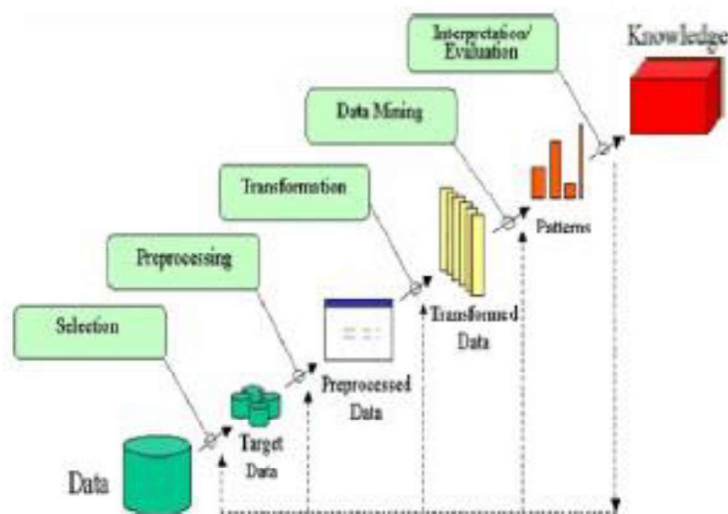 Interpretation/
Evaluation
Knowledge
Data Mining
Transformation
Patterns
Preprocessing
Transformed
Data
Selection
Preprocessed
Data
Target
Data
Data